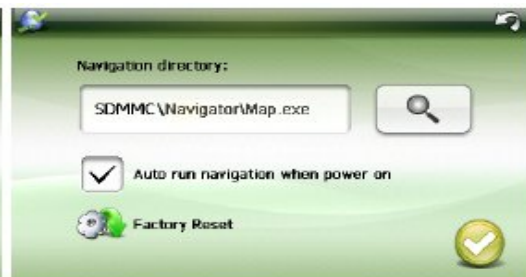 Navigation directory:
SDMMC\Navigator\Map.exe
Auto run navigation when power on
Factory Reset